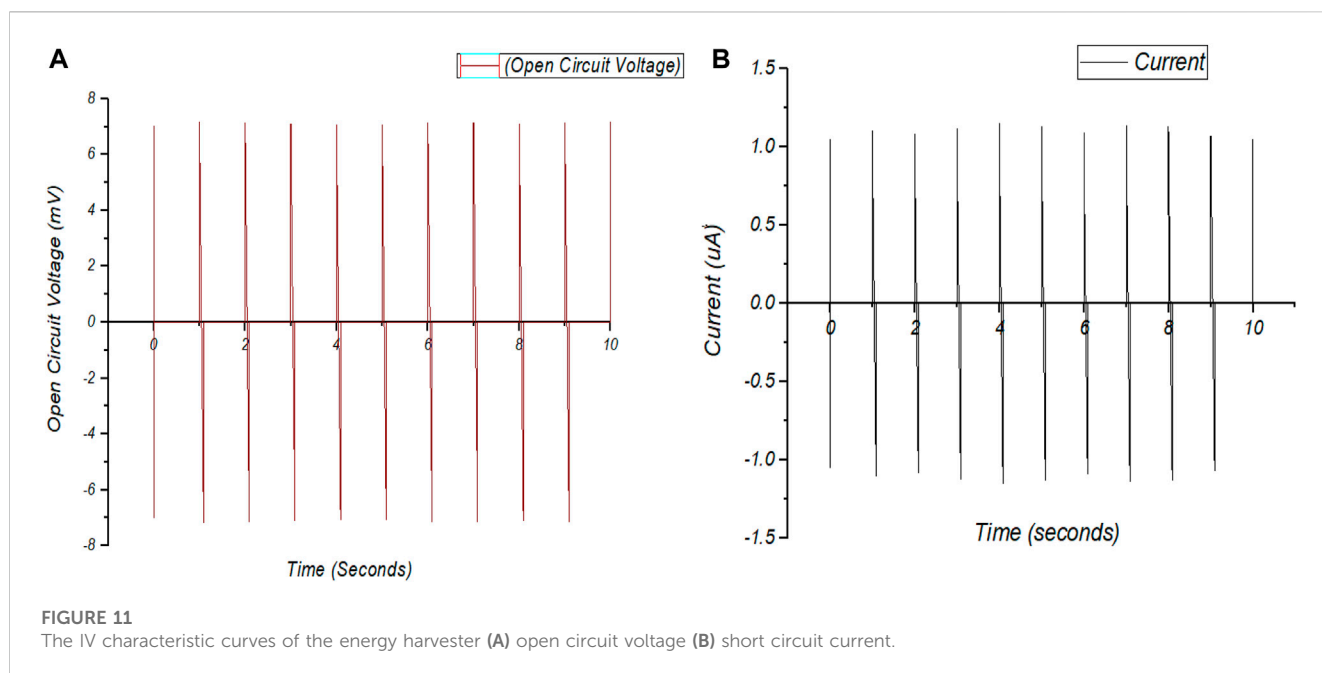 A
(Open Circuit Voltage)
8
6
4
2
0
-2
-4
-6
-8
0
2
4
6
8
10
Open Circuit Voltage (mV)
Time (Seconds)
B
Current
1.5
1.0
0.5
0.0
-0.5
-1.0
-1.5
0
2
4
6
8
10
Current (uA)
Time (seconds)
FIGURE 11
The IV characteristic curves of the energy harvester (A) open circuit voltage (B) short circuit current.